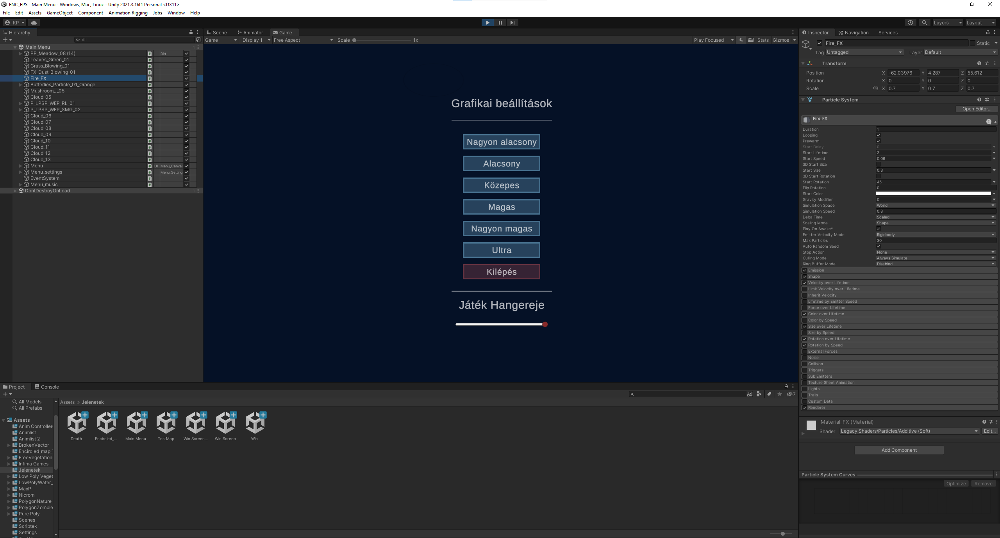 ENC_FPS - Main Menu - Windows, Mac, Linux - Unity 2021.3.16f1 Personal <DX11>
File Edit Assets GameObject Component Animation Rigging Jobs Window Help
KP
Layers Layout
Hierarchy
All
Main Menu 1
PP_Meadow_08 (14) Dirt
Leaves_Green_01
Grass_Blowing_01
FX_Dust_Blowing_01
Fire_FX
Butterlies_Particle_01_Orange
Mushroom_i_05
Cloud_05
P_LPSP_WEP_RL_01
P_LPSP_WEP_SMG_02
Cloud_06
Cloud_07
Cloud_08
Cloud_09
Cloud_10
Cloud_11
Cloud_12
Cloud_13
Menu UI Menu_Canva
Menu_settings Menu_Setting
EventSystem
Menu_music
DontDestroyOnLoad 1
Scene Animator Game
Game Display 1 Free Aspect Scale 1x Play Focused Stats Gizmos
Grafikai beállítások
Nagyon alacsony
Alacsony
Közepes
Magas
Nagyon magas
Ultra
Kilépés
Játék Hangereje
Project Console
7
All Models
All Prefabs
Assets
Anim Controller
Animlist
Animlist 2
BrokenVector
Encircled_map_
FreeVegetation
Infima Games
Jelenetek
Low Poly Veget
LowPolyWater_
MaxP
Nicrom
PolygonNature
PolygonZombie
Pure Poly
Scenes
Scriptek
Settings
Assets > Jelenetek
Death Encircled_... Main Menu TestMap Win Screen... Win Screen Win
Inspector Navigation Services
Fire_FX Static
Tag Untagged Layer Default
Transform
Position X -62.03976 Y 4.287 Z 55.612
Rotation X 0 Y 0 Z 0
Scale X 0.7 Y 0.7 Z 0.7
Particle System
Open Editor...
Fire_FX
Duration 1
Looping
Prewarm
Start Delay 0
Start Lifetime 3
Start Speed 0.06
3D Start Size
Start Size 0.3
3D Start Rotation
Start Rotation 45
Flip Rotation 0
Start Color
Gravity Modifier 0
Simulation Space World
Simulation Speed 0.8
Delta Time Scaled
Scaling Mode Shape
Play On Awake*
Emitter Velocity Mode Rigidbody
Max Particles 30
Auto Random Seed
Stop Action None
Culling Mode Always Simulate
Ring Buffer Mode Disabled
Emission
Shape
Velocity over Lifetime
Limit Velocity over Lifetime
Inherit Velocity
Lifetime by Emitter Speed
Force over Lifetime
Color over Lifetime
Color by Speed
Size over Lifetime
Size by Speed
Rotation over Lifetime
Rotation by Speed
External Forces
Noise
Collision
Triggers
Sub Emitters
Texture Sheet Animation
Lights
Trails
Custom Data
Renderer
Material_FX (Material)
Shader Legacy Shaders/Particles/Additive (Soft) Edit...
Add Component
Particle System Curves
Optimize Remove